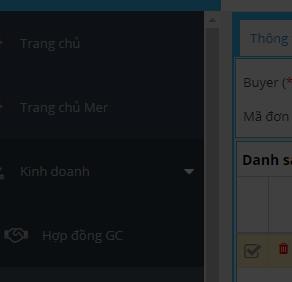 Trang chủ
Trang chủ Mer
Kinh doanh
Hợp đồng GC
Thông
Buyer (*
Mã đơn
Danh sá